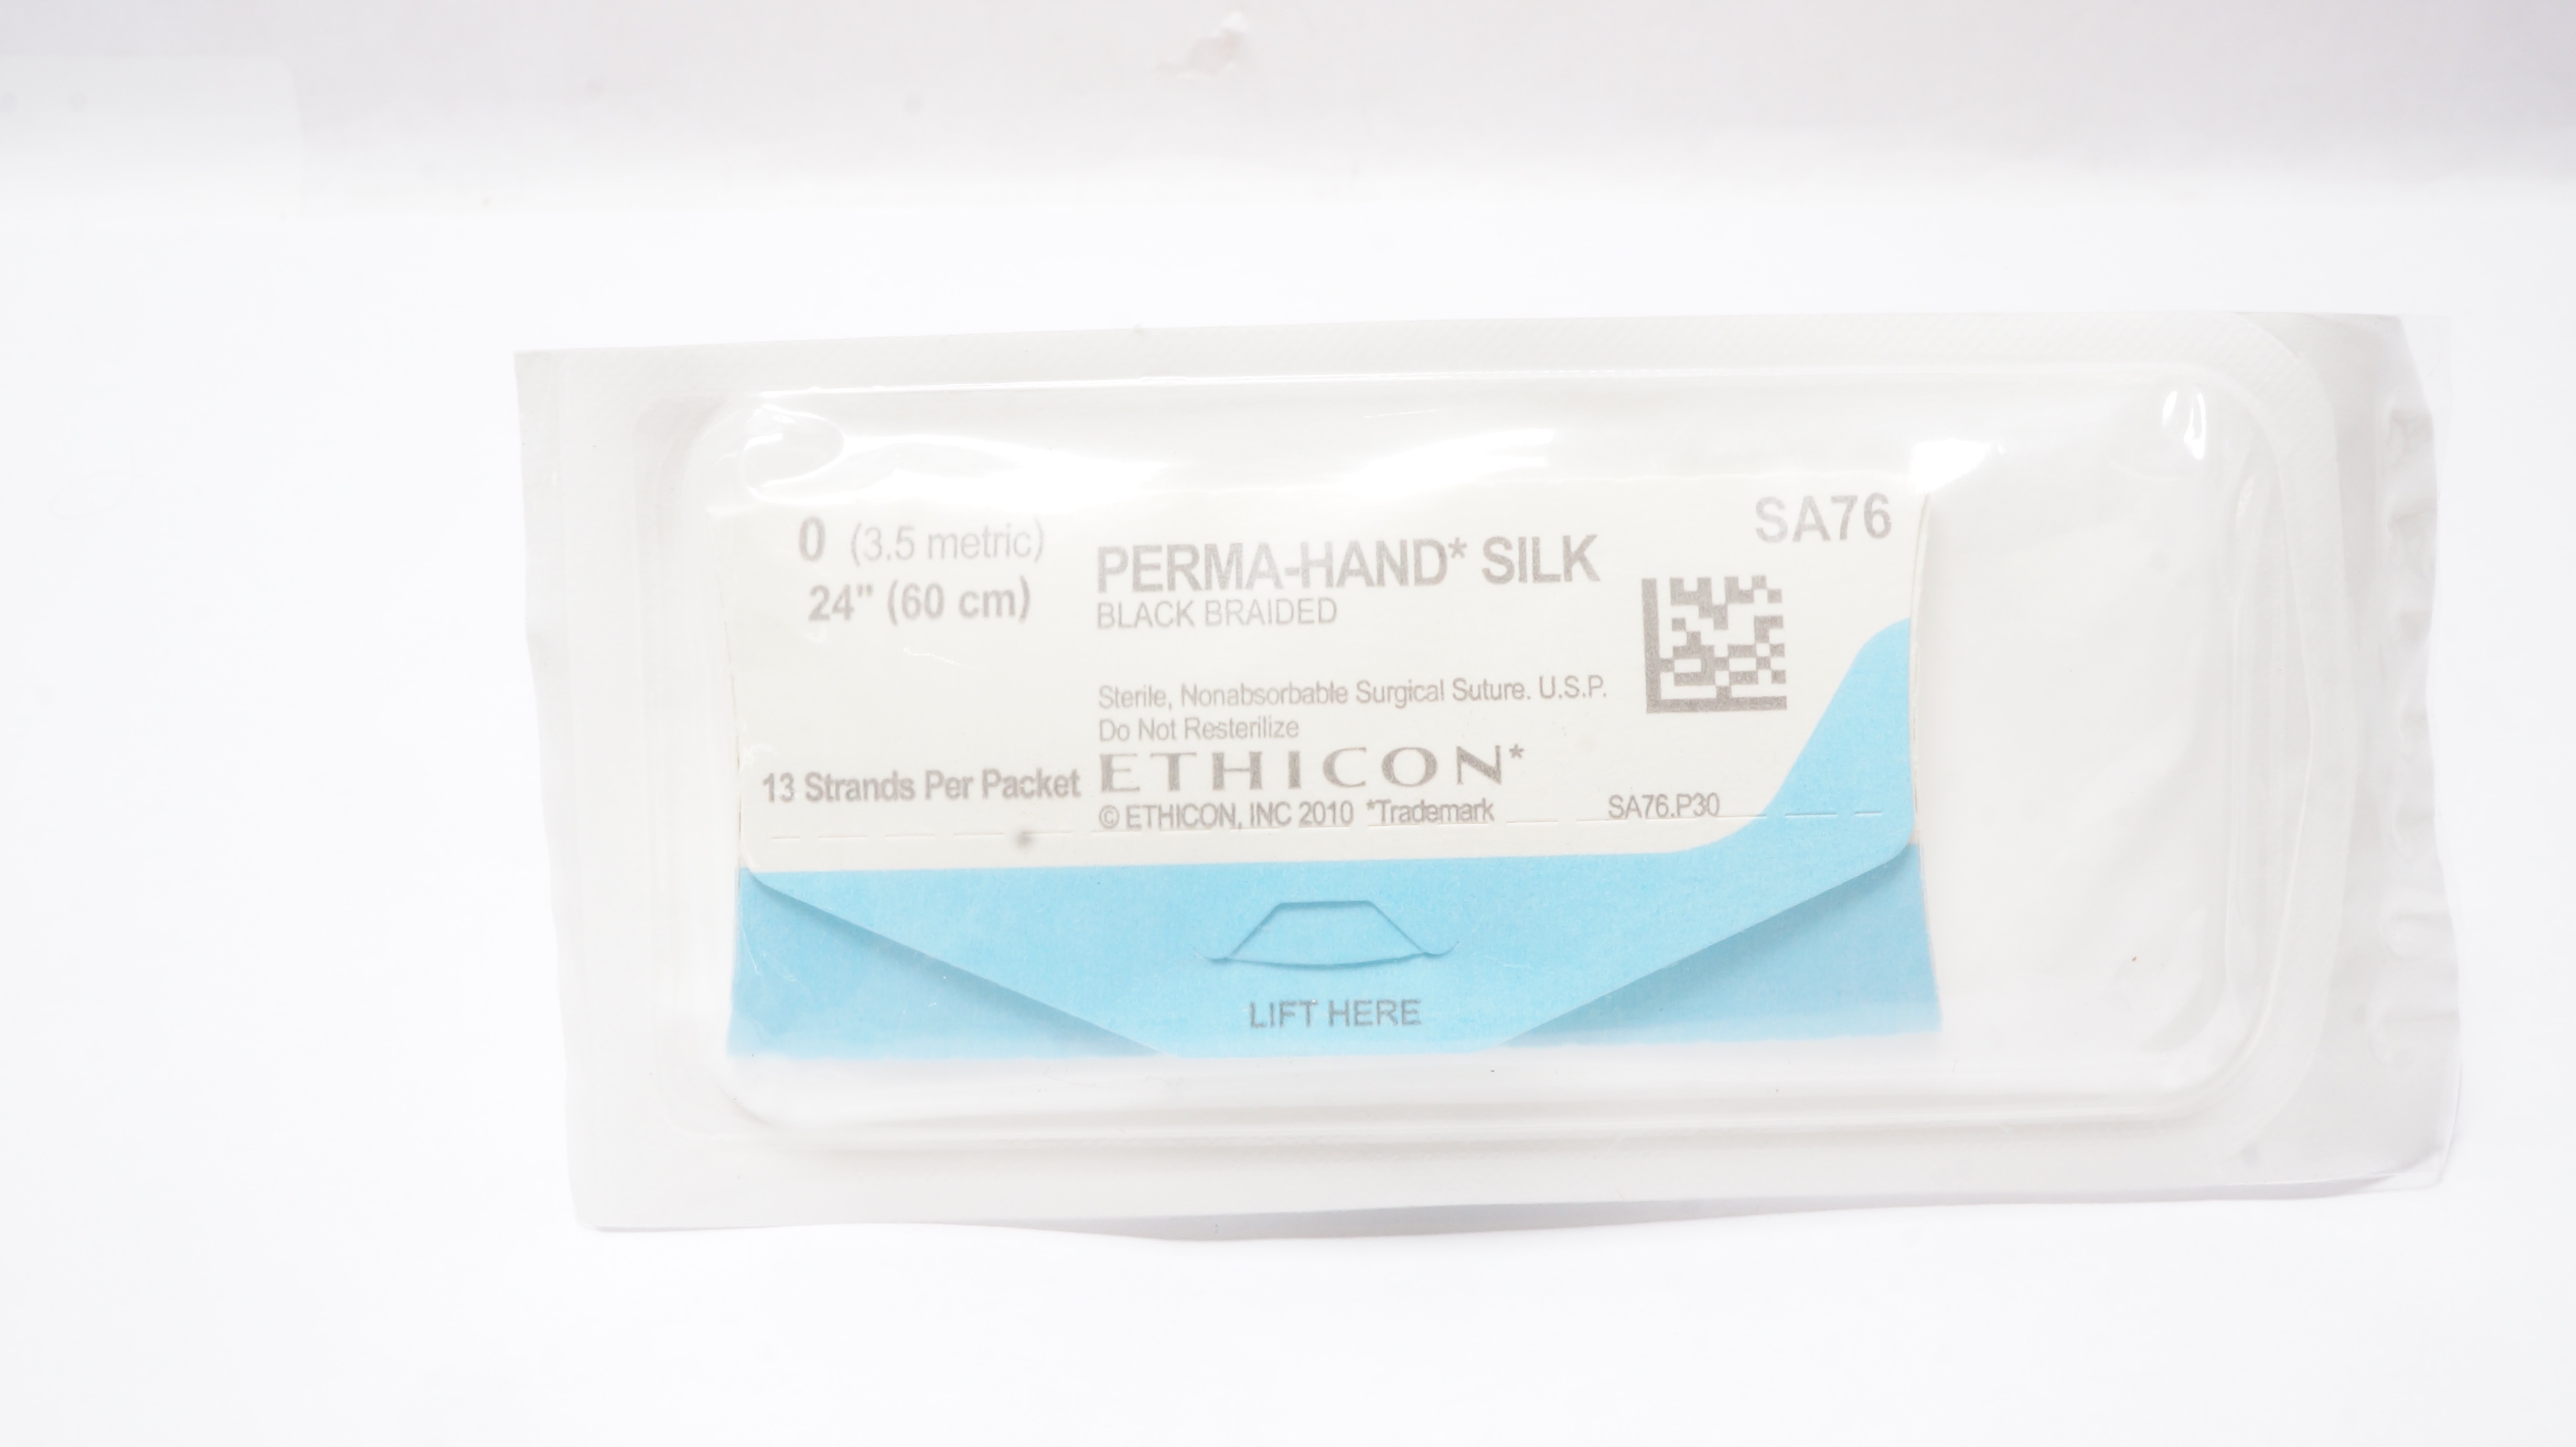 0 (3.5 metric)
24" (60 cm)
PERMA-HAND* SILK
BLACK BRAIDED
SA76
Sterile, Nonabsorbable Surgical Suture. U.S.P.
Do Not Resterilize
13 Strands Per Packet
ETHICON*
© ETHICON, INC 2010 *Trademark
SA76.P30
LIFT HERE